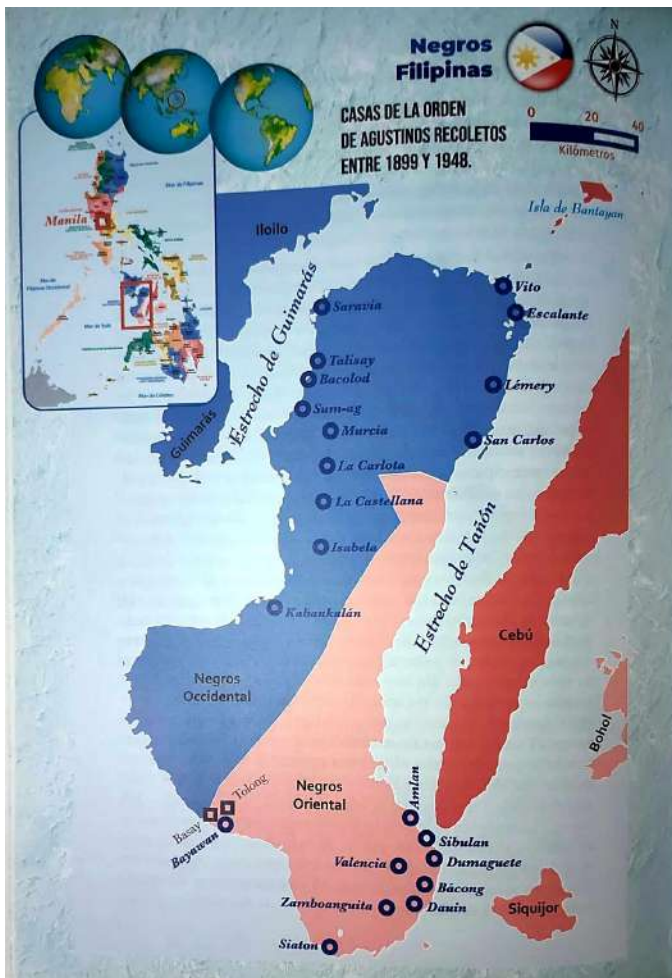 Negros
Filipinas
N
CASAS DE LA ORDEN
DE AGUSTINOS RECOLETOS
ENTRE 1899 Y 1948.
0 20 40
Kilómetros
Manila
Mar de Filipinas
Iloilo
Isla de Bantayan
Estrecho de Guimarás
Guimarás
Saravia
Vito
Escalante
Talisay
Bacolod
Lémery
Sum-ag
Murcia
San Carlos
La Carlota
La Castellana
Isabela
Estrecho de Tañón
Kabankalán
Cebú
Negros
Occidental
Bohol
Negros
Oriental
Tolong
Basay
Bayawan
Amlan
Sibulan
Dumaguete
Valencia
Bácong
Zamboanguita
Dauin
Siquijor
Siaton